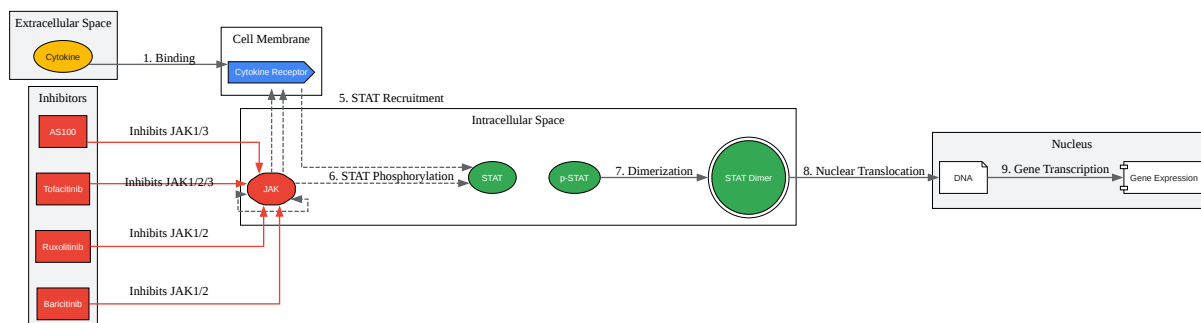 Extracellular Space
Cytokine
1. Binding
Cell Membrane
Cytokine Receptor
Inhibitors
AS100
Tofacitinib
Ruxolitinib
Baricitinib
Inhibits JAK1/3
Inhibits JAK1/2/3
Inhibits JAK1/2
Inhibits JAK1/2
5. STAT Recruitment
Intracellular Space
JAK
6. STAT Phosphorylation
STAT
p-STAT
7. Dimerization
STAT Dimer
8. Nuclear Translocation
Nucleus
DNA
9. Gene Transcription
Gene Expression